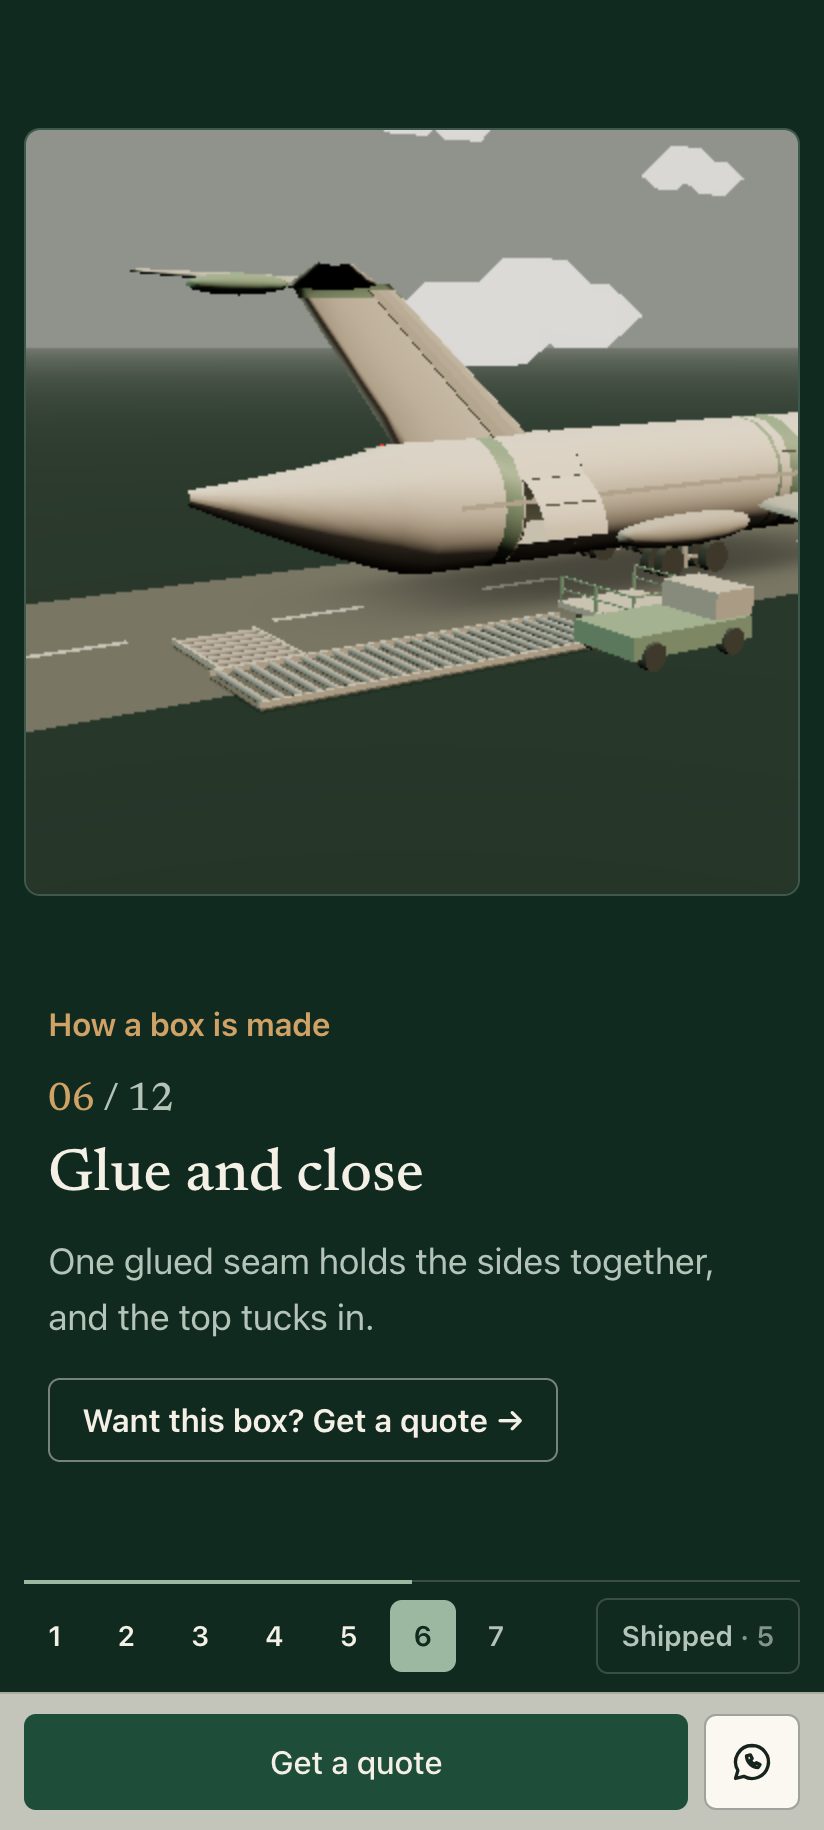 How a box is made
06 / 12
Glue and close
One glued seam holds the sides together,
and the top tucks in.
Want this box? Get a quote →
1 2 3 4 5 6 7 Shipped · 5
Get a quote